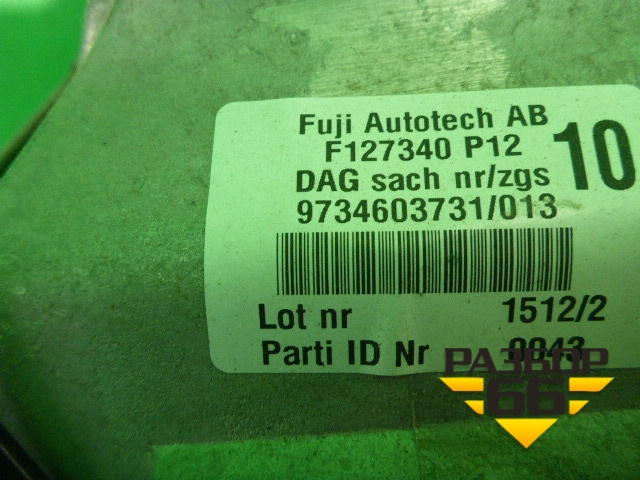 Fuji Autotech AB
F127340 P12
10
DAG sach nr/zgs
9734603731/013
Lot nr 1512/2
Parti ID Nr
РАЗБОР
66